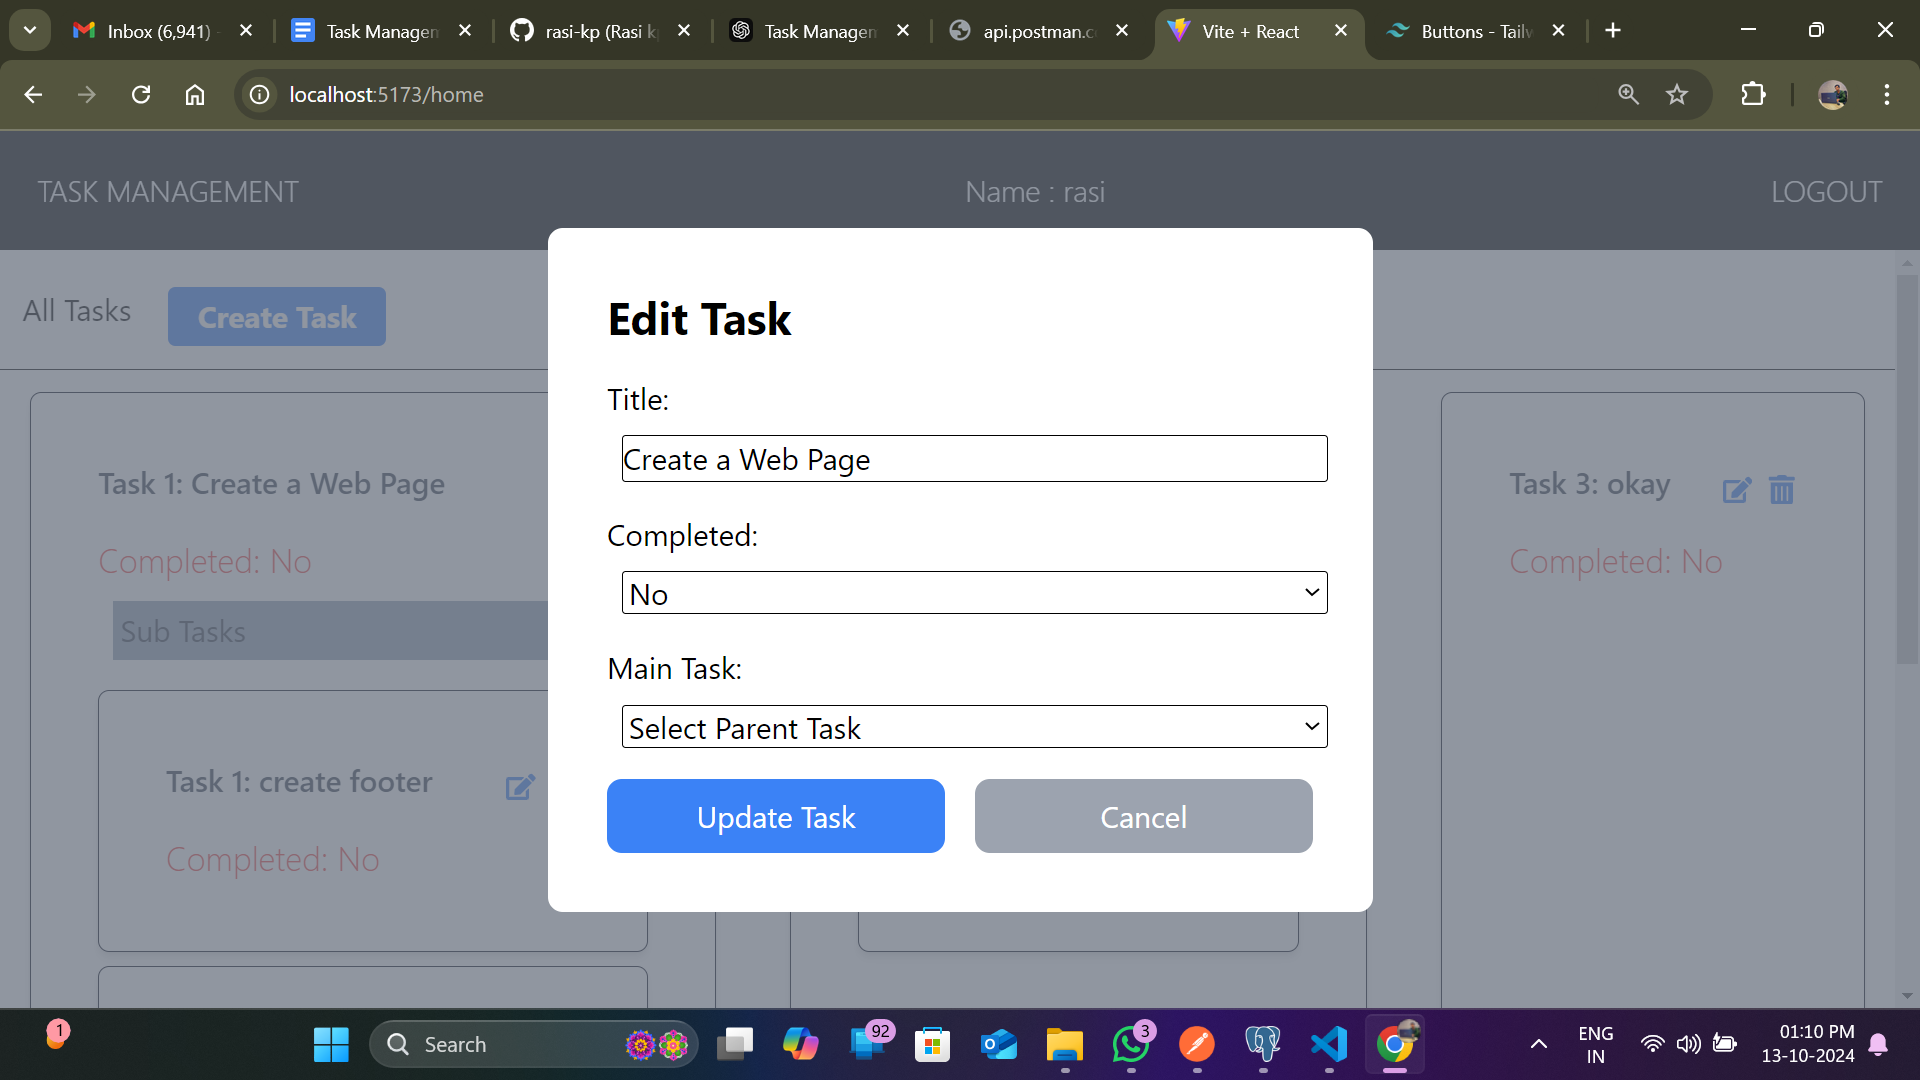 Inbox (6,941)
Task Managem
rasi-kp (Rasi k
Task Managem
api.postman.c
Vite + React
Buttons - Tailw
localhost:5173/home
TASK MANAGEMENT
Name : rasi
LOGOUT
All Tasks
Create Task
Task 1: Create a Web Page
Completed: No
Sub Tasks
Task 1: create footer
Completed: No
Edit Task
Title:
Create a Web Page
Completed:
No
Main Task:
Select Parent Task
Update Task
Cancel
Task 3: okay
Completed: No
1
Search
92
3
ENG
IN
01:10 PM
13-10-2024